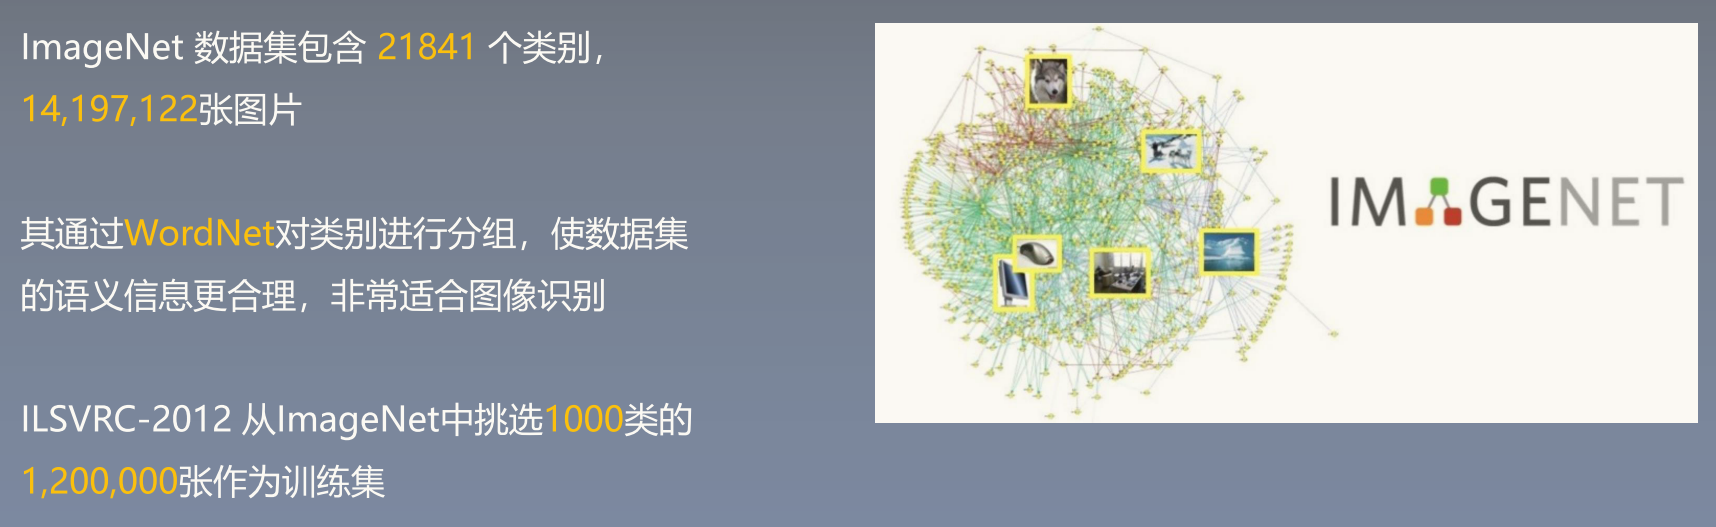 ImageNet 数据集包含 21841 个类别，
14,197,122张图片
其通过WordNet对类别进行分组，使数据集
的语义信息更合理，非常适合图像识别
ILSVRC-2012 从ImageNet中挑选1000类的
1,200,000张作为训练集
IMAGENET